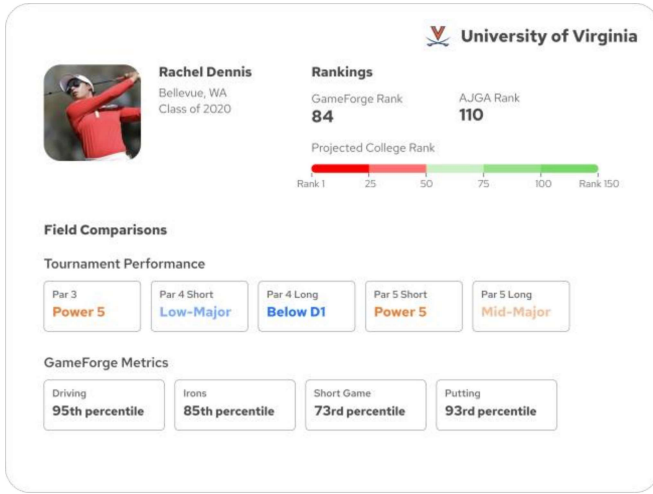 University of Virginia
Rachel Dennis
Bellevue, WA
Class of 2020
Rankings
GameForge Rank
84
AJGA Rank
110
Projected College Rank
Rank 1 25 50 75 100 Rank 150
Field Comparisons
Tournament Performance
Par 3
Power 5
Par 4 Short
Low-Major
Par 4 Long
Below D1
Par 5 Short
Power 5
Par 5 Long
Mid-Major
GameForge Metrics
Driving
95th percentile
Irons
85th percentile
Short Game
73rd percentile
Putting
93rd percentile